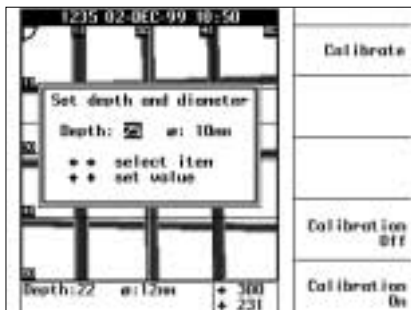 1235 02-DEC-99 10:50
Calibrate
Set depth and diameter
Depth: ø: 10mm
select item
set value
Calibration
Off
Depth:22 ø:12mm 300
231
Calibration
On